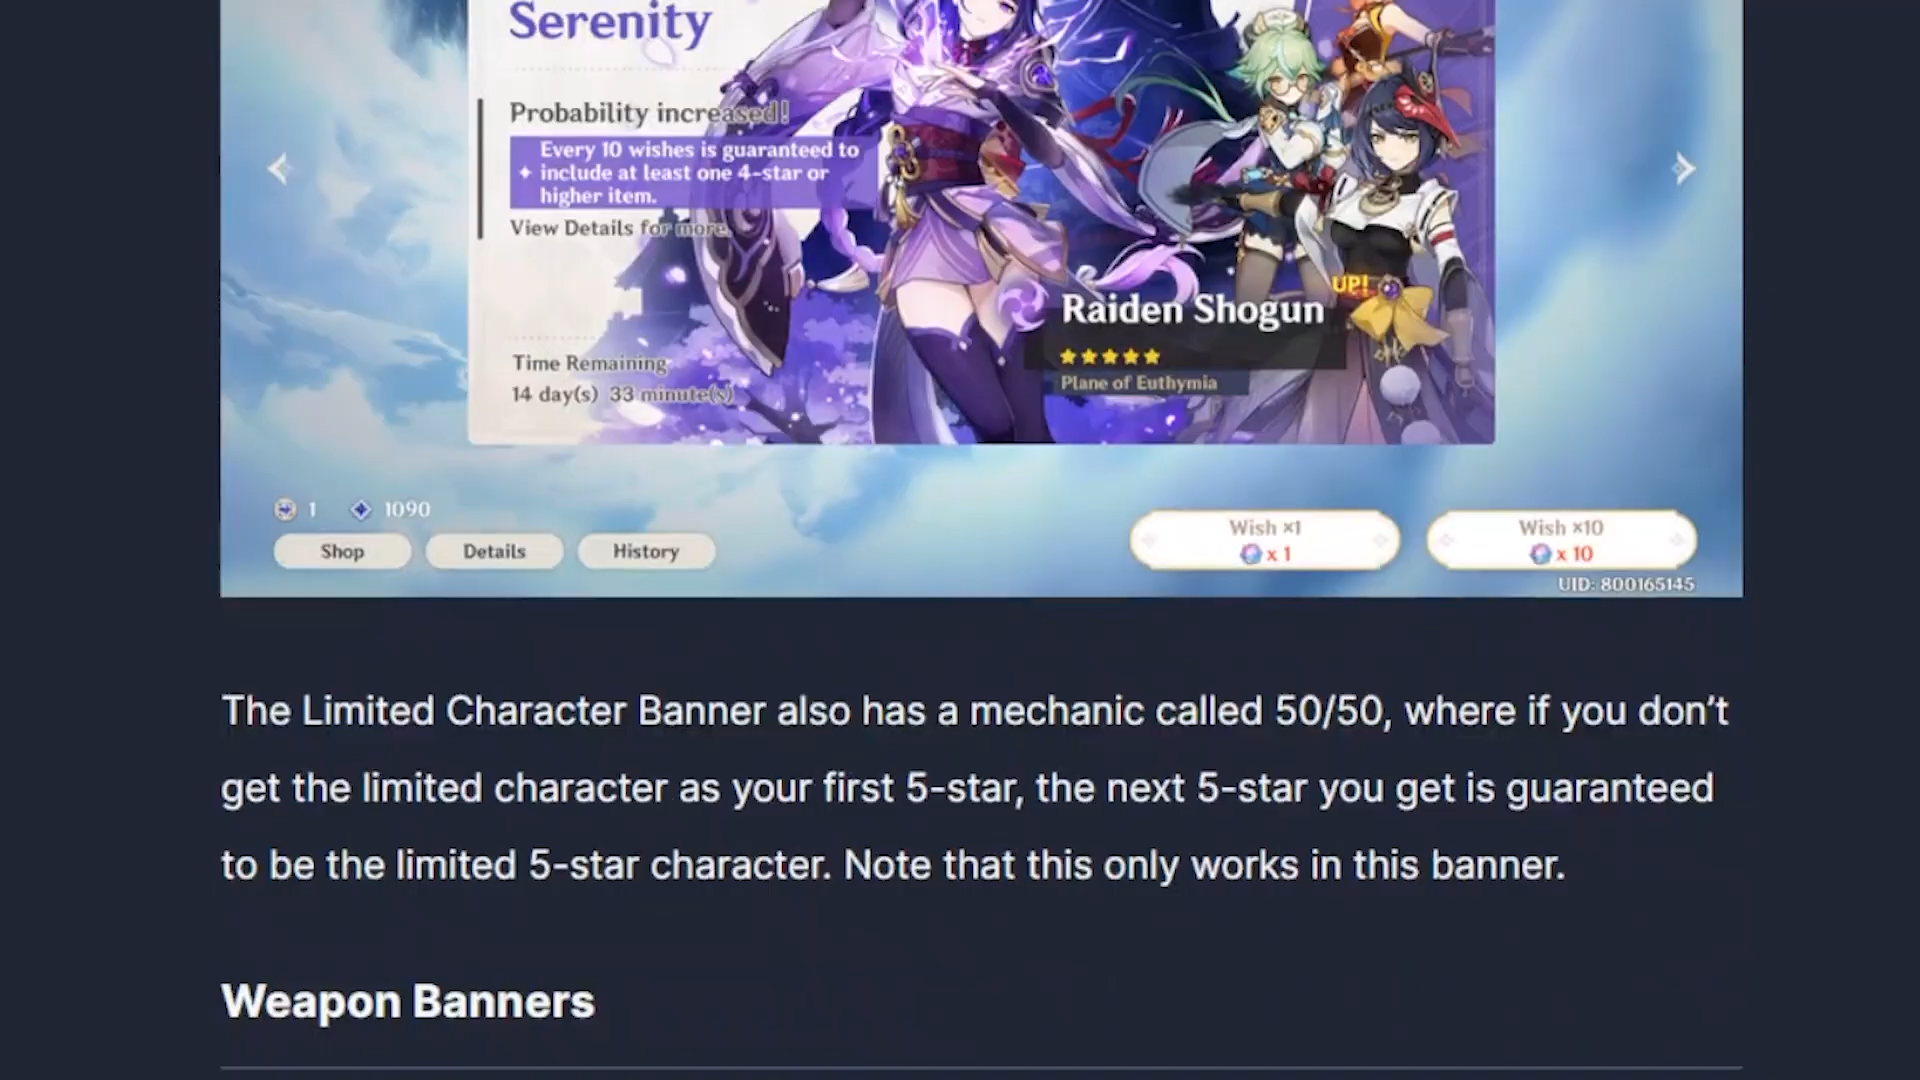 Serenity
Probability increased!
Every 10 wishes is guaranteed to
include at least one 4-star or
higher item.
View Details for more.
UP!
Raiden Shogun
Plane of Euthymia
Time Remaining
14 day(s) 33 minute(s)
1 1090
Shop Details History
Wish ×1
x 1
Wish ×10
x 10
UID: 800165145
The Limited Character Banner also has a mechanic called 50/50, where if you don’t
get the limited character as your first 5-star, the next 5-star you get is guaranteed
to be the limited 5-star character. Note that this only works in this banner.
Weapon Banners